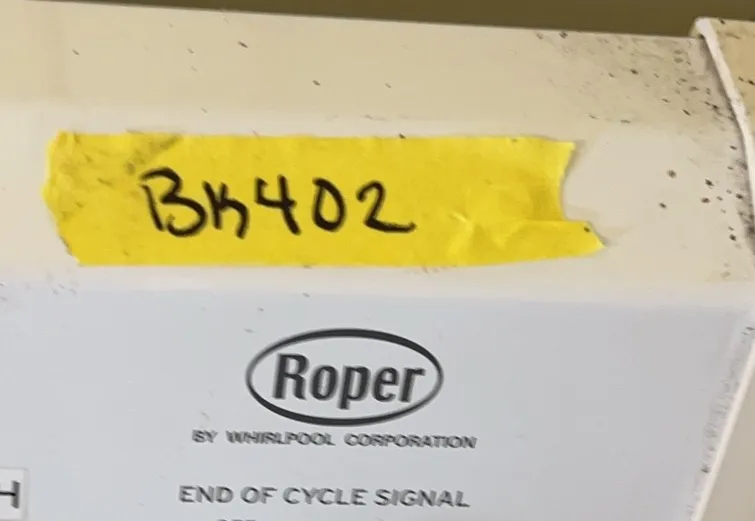 BK402
Roper
BY WHIRLPOOL CORPORATION
END OF CYCLE SIGNAL